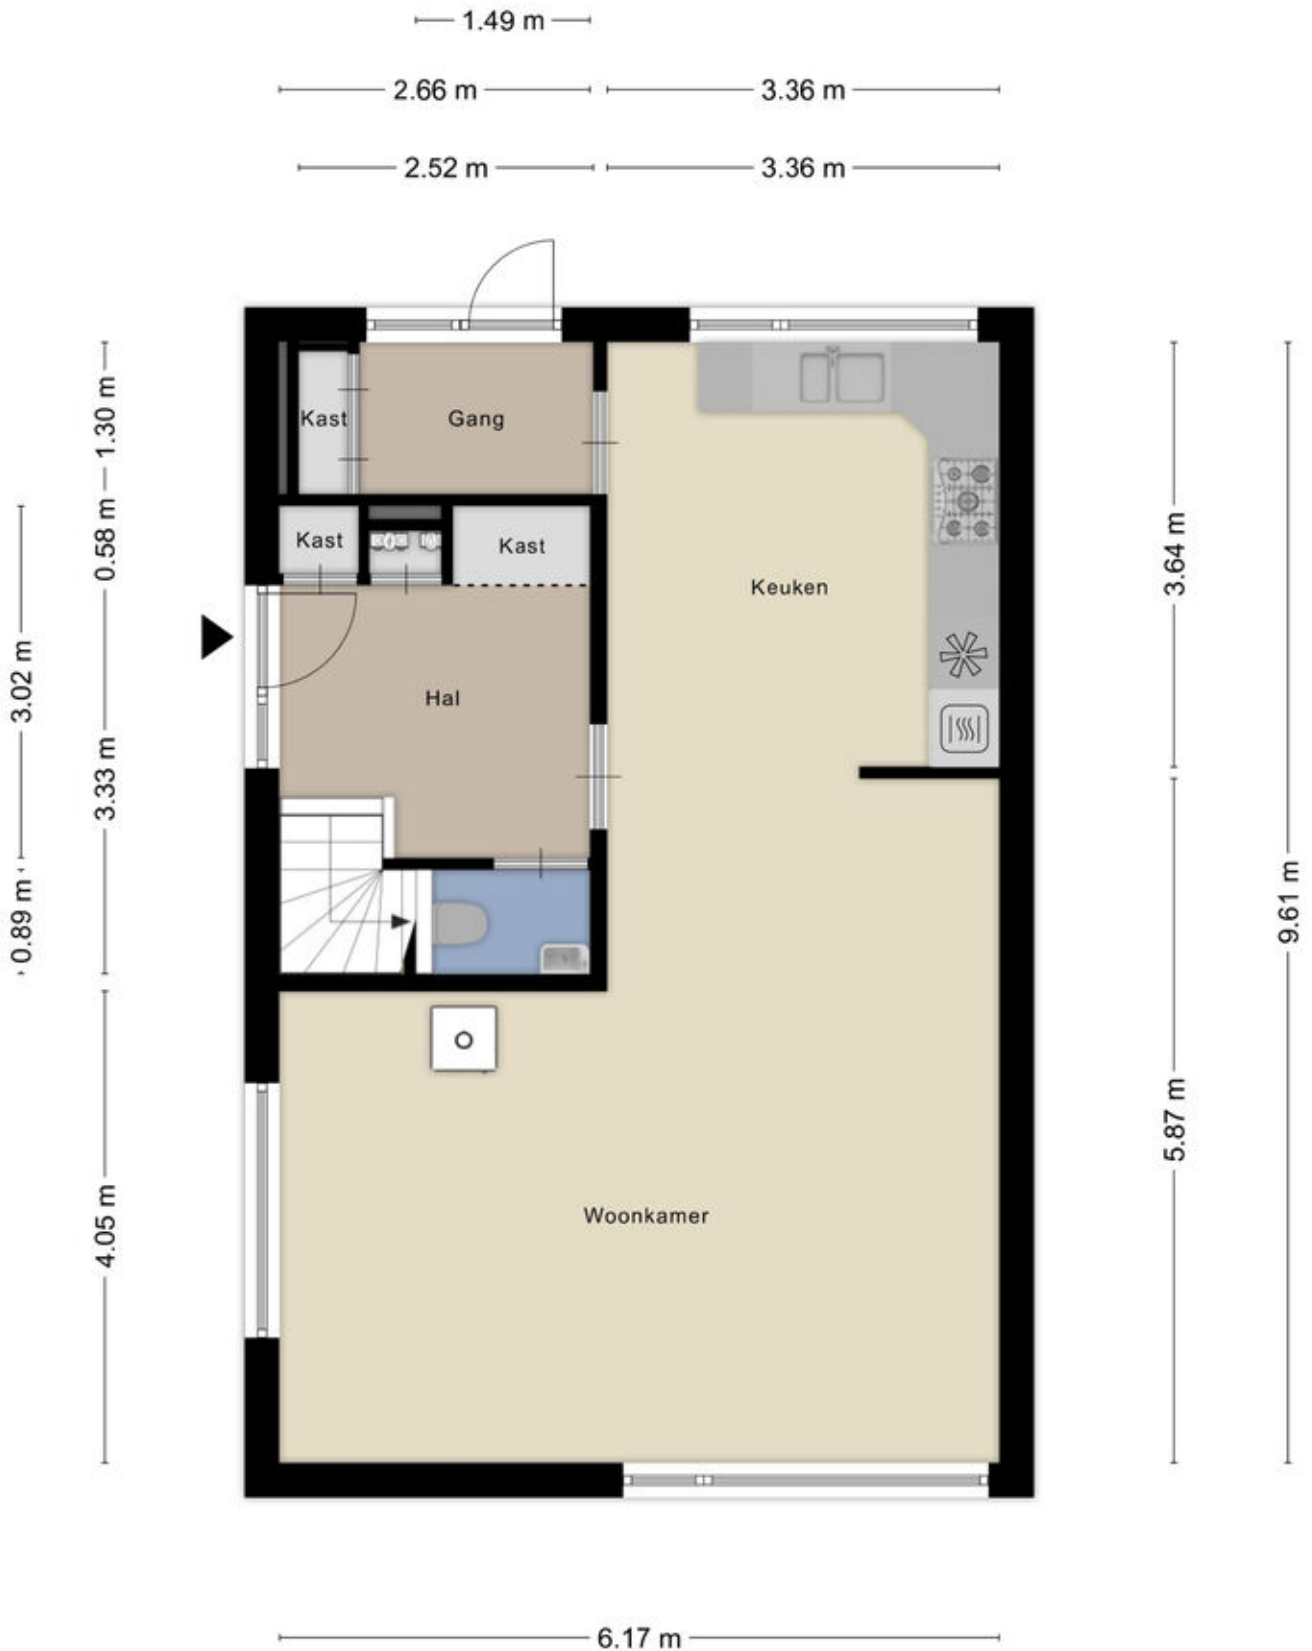 1.49 m
2.66 m
3.36 m
2.52 m
3.36 m
1.30 m
Kast
Gang
0.58 m
Kast
Kast
Keuken
3.64 m
3.02 m
Hal
3.33 m
0.89 m
9.61 m
5.87 m
4.05 m
Woonkamer
6.17 m